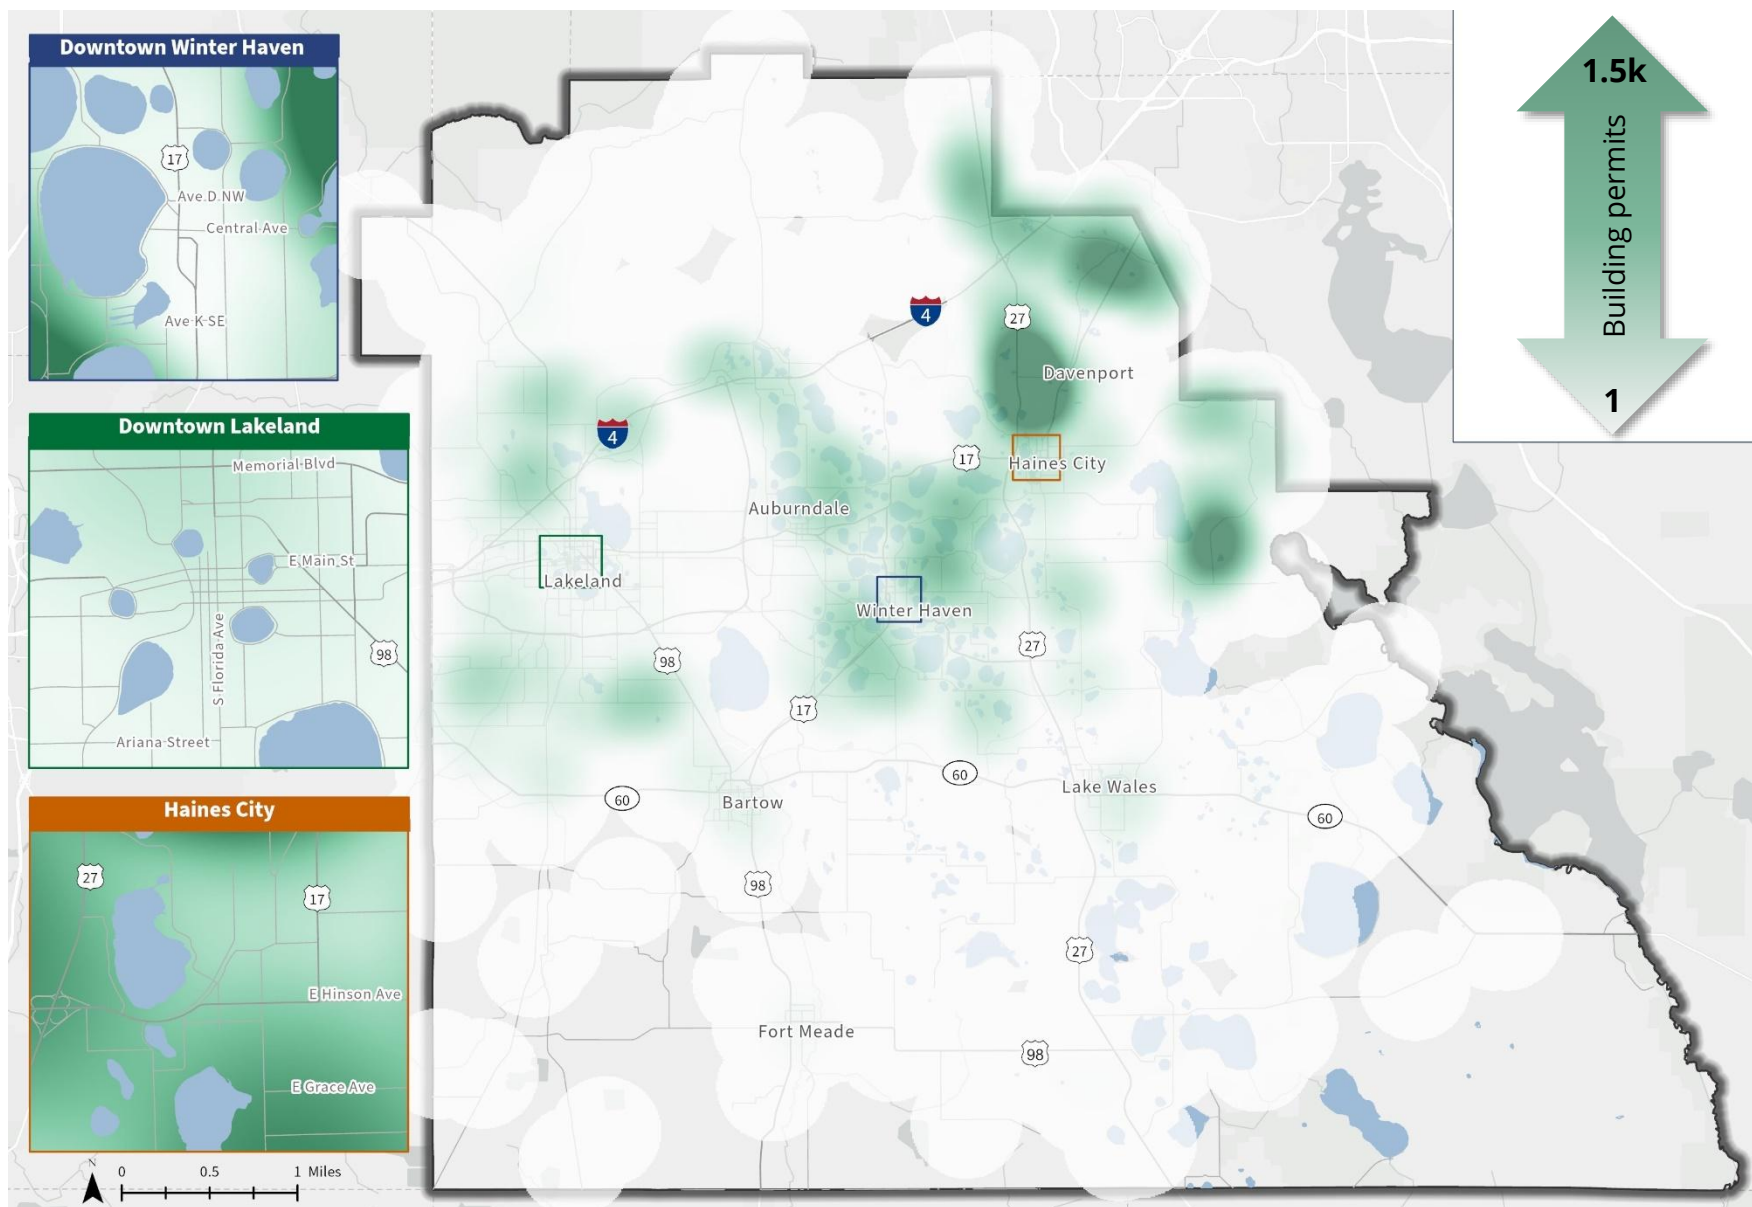 Downtown Winter Haven
17
Ave D NW
Central Ave
Ave K SE
Downtown Lakeland
Memorial Blvd
E Main St
S Florida Ave
98
Ariana Street
Haines City
27
17
E Hinson Ave
E Grace Ave
N
0 0.5 1 Miles
1.5k
Building permits
1
4
27
Davenport
4
17
Haines City
Auburndale
Lakeland
Winter Haven
27
98
17
60
60
Lake Wales
Bartow
60
98
27
Fort Meade
98